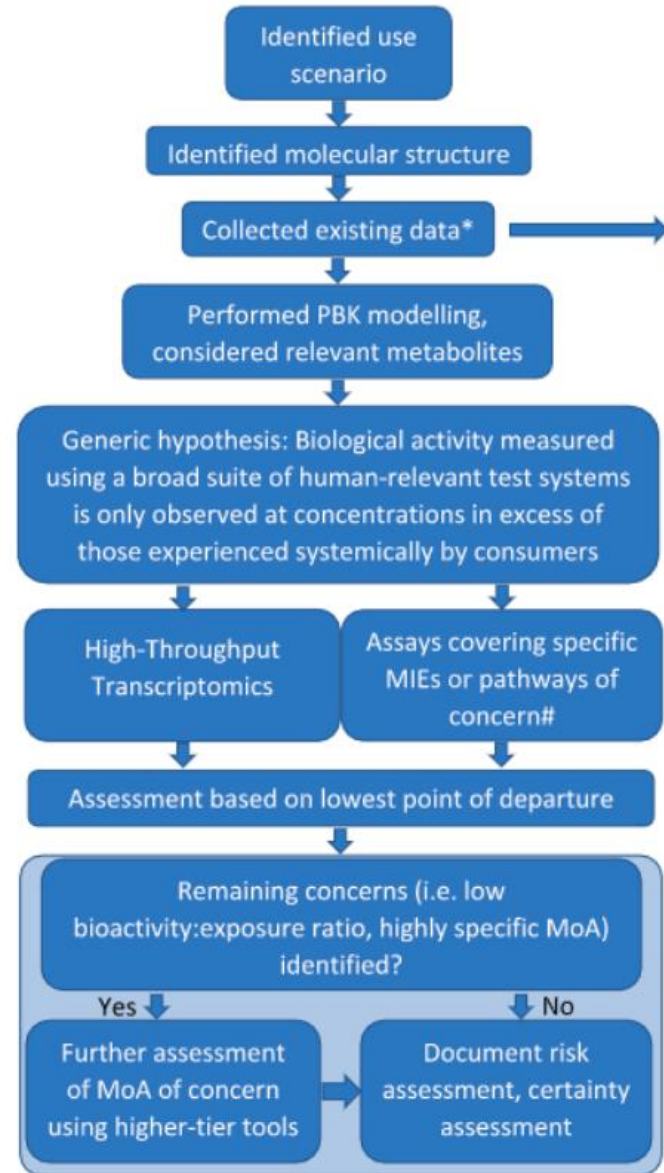 Identified use
scenario
Identified molecular structure
Collected existing data*
Performed PBK modelling,
considered relevant metabolites
Generic hypothesis: Biological activity measured
using a broad suite of human-relevant test systems
is only observed at concentrations in excess of
those experienced systemically by consumers
High-Throughput
Transcriptomics
Assays covering specific
MIEs or pathways of
concern#
Assessment based on lowest point of departure
Remaining concerns (i.e. low
bioactivity:exposure ratio, highly specific MoA)
identified?
Yes
No
Further assessment
of MoA of concern
using higher-tier tools
Document risk
assessment, certainty
assessment